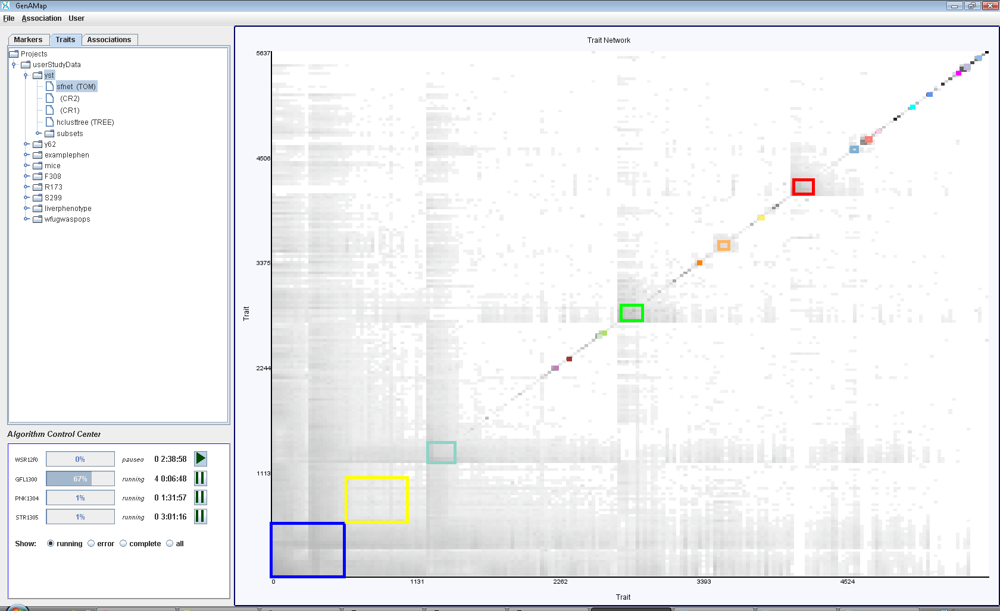 GenAMap
File Association User
Markers Traits Associations
Projects
userStudyData
yst
sfnet (TOM)
(CR2)
(CR1)
hclusttree (TREE)
subsets
y62
examplephen
mice
F308
R173
S299
liverphenotype
wfugwaspops
Algorithm Control Center
WSR12f0 0% paused 0 2:38:58
GFL1300 67% running 4 0:06:48
PNK1304 1% running 0 1:31:57
STR1305 1% running 0 3:01:16
Show: running error complete all
Trait Network
5637
4506
3375
2244
1113
Trait
0 1131 2262 3393 4524
Trait